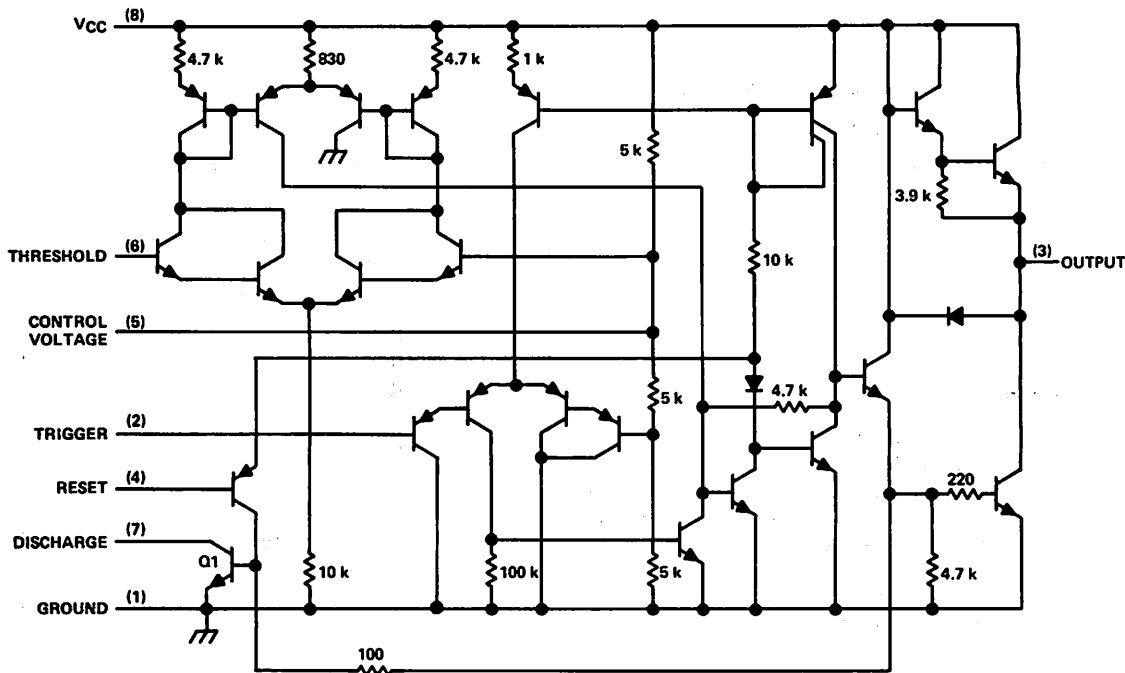 VCC (8)
4.7 k
830
4.7 k
1 k
5 k
3.9 k
THRESHOLD (6)
10 k
(3) OUTPUT
CONTROL
VOLTAGE (5)
5 k
4.7 k
TRIGGER (2)
RESET (4)
220
DISCHARGE (7)
Q1
10 k
100 k
5 k
4.7 k
GROUND (1)
100